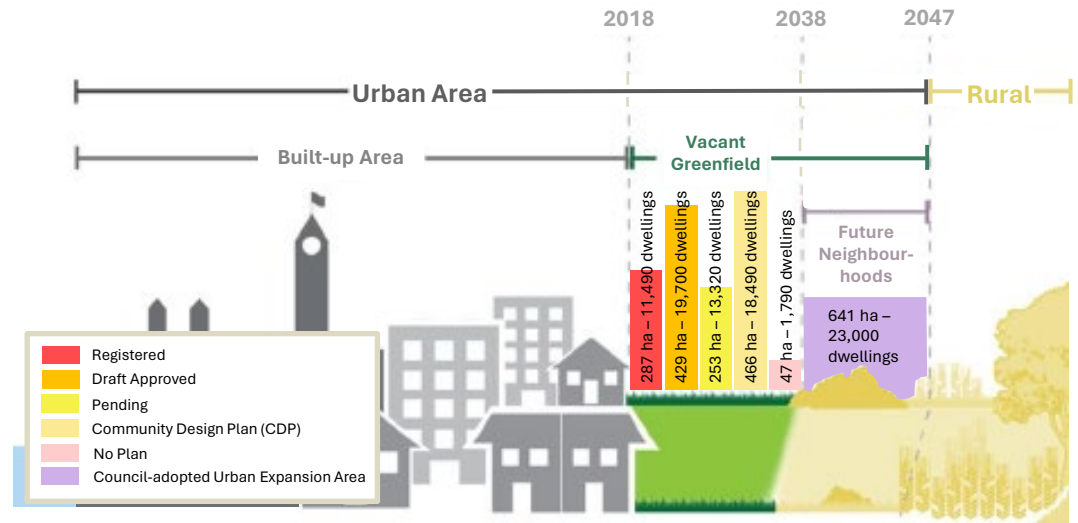 2018
2038
2047
Urban Area
Rural
Built-up Area
Vacant
Greenfield
287 ha – 11,490 dwellings
429 ha – 19,700 dwellings
253 ha – 13,320 dwellings
466 ha – 18,490 dwellings
47 ha – 1,790 dwellings
Future
Neighbour-
hoods
641 ha –
23,000
dwellings
Registered
Draft Approved
Pending
Community Design Plan (CDP)
No Plan
Council-adopted Urban Expansion Area